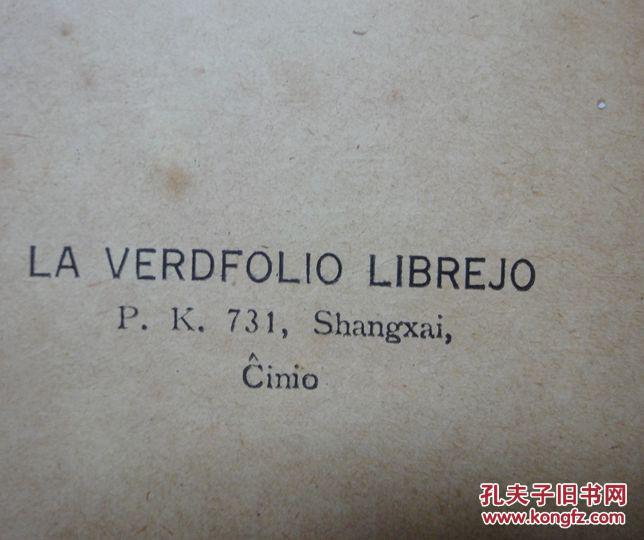 LA VERDFOLIO LIBREJO
P. K. 731, Shangxai,
Ĉinio
孔夫子旧书网
www.kongfz.com